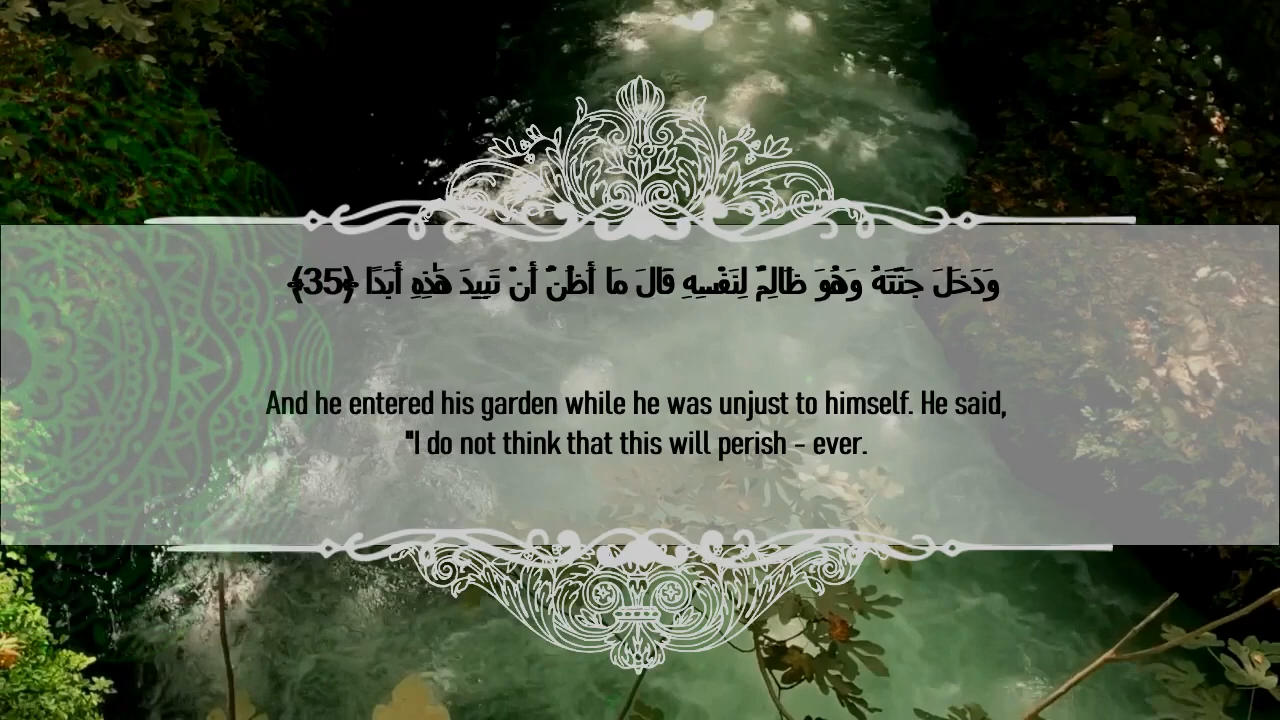 وَدَخَلَ جَنَّتَهُ وَهُوَ ظَالِمٌ لِنَفْسِهِ قَالَ مَا أَظُنُّ أَنْ تَبِيدَ هَٰذِهِ أَبَدًا ﴿35﴾
And he entered his garden while he was unjust to himself. He said,
"I do not think that this will perish - ever.